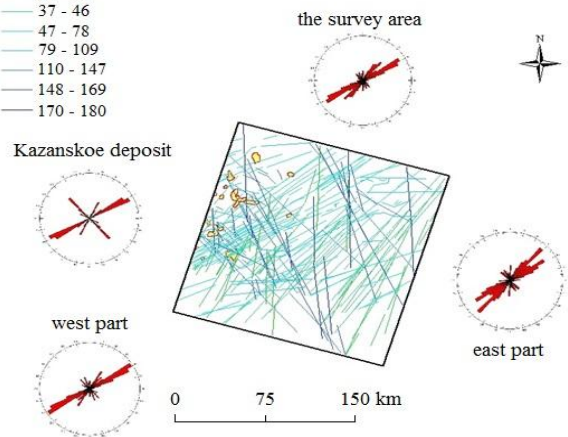 37 - 46
47 - 78
79 - 109
110 - 147
148 - 169
170 - 180
the survey area
N
Kazanskoe deposit
west part
east part
0 75 150 km